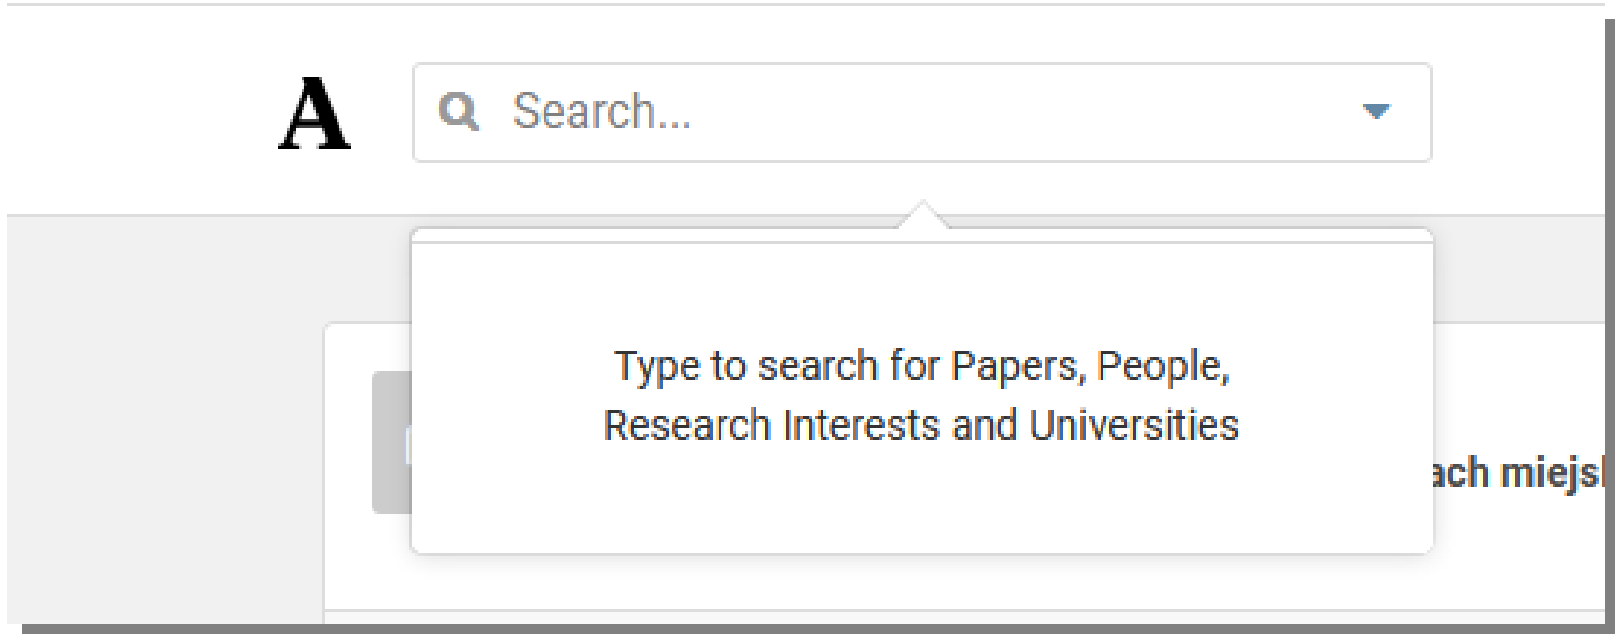 A
Search...
Type to search for Papers, People,
Research Interests and Universities
ach miejs